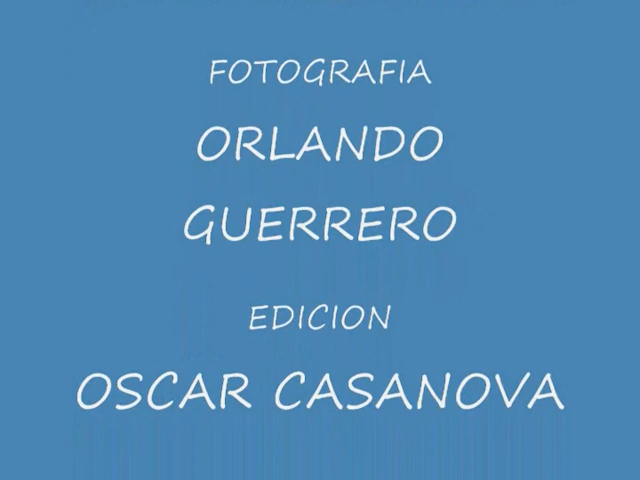 FOTOGRAFIA
ORLANDO
GUERRERO
EDICION
OSCAR CASANOVA